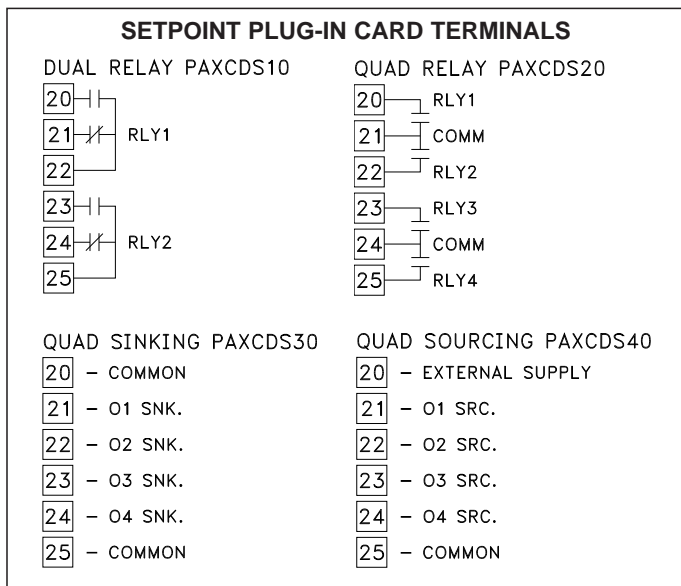 SETPOINT PLUG-IN CARD TERMINALS
DUAL RELAY PAXCDS10
20
21 RLY1
22
23
24 RLY2
25
QUAD RELAY PAXCDS20
20 RLY1
21 COMM
22 RLY2
23 RLY3
24 COMM
25 RLY4
QUAD SINKING PAXCDS30
20 – COMMON
21 – O1 SNK.
22 – O2 SNK.
23 – O3 SNK.
24 – O4 SNK.
25 – COMMON
QUAD SOURCING PAXCDS40
20 – EXTERNAL SUPPLY
21 – O1 SRC.
22 – O2 SRC.
23 – O3 SRC.
24 – O4 SRC.
25 – COMMON